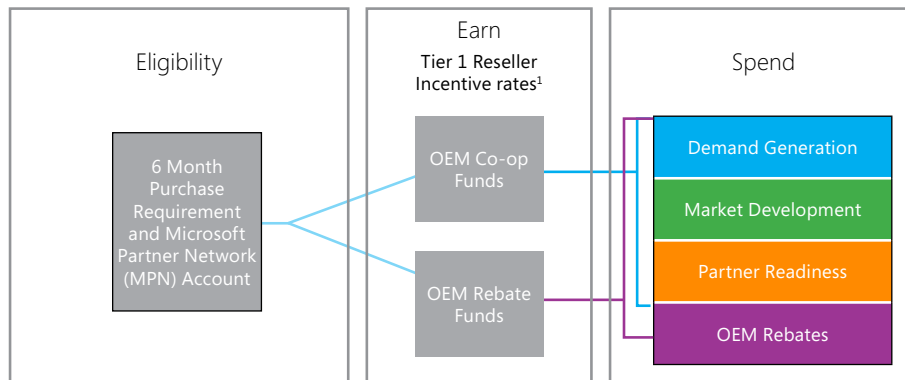 Eligibility
6 Month
Purchase
Requirement
and Microsoft
Partner Network
(MPN) Account
Earn
Tier 1 Reseller
Incentive rates¹
OEM Co-op
Funds
OEM Rebate
Funds
Spend
Demand Generation
Market Development
Partner Readiness
OEM Rebates